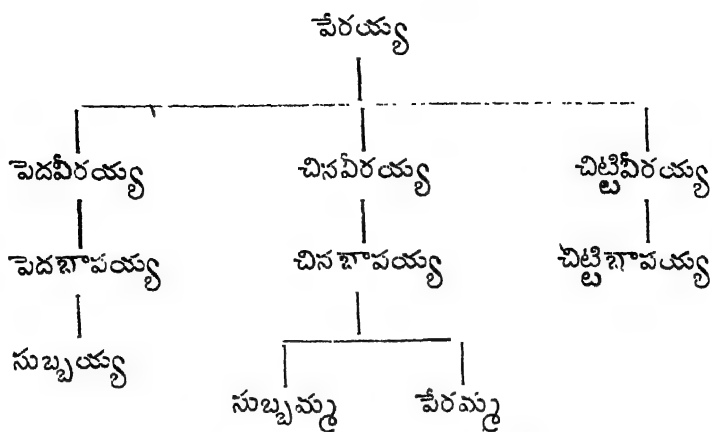 పేరయ్య
పెదవీరయ్య చినవీరయ్య చిట్టివీరయ్య
పెదబాపయ్య చినబాపయ్య చిట్టిబాపయ్య
సుబ్బయ్య
సుబ్బమ్మ పేరమ్మ